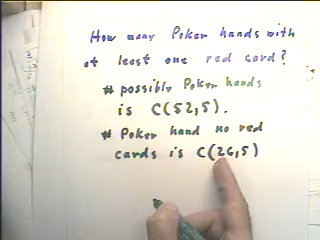 How many Poker hands with
at least one red card?
# possible Poker hands
is C(52,5).
# Poker hand no red
cards is C(26,5)